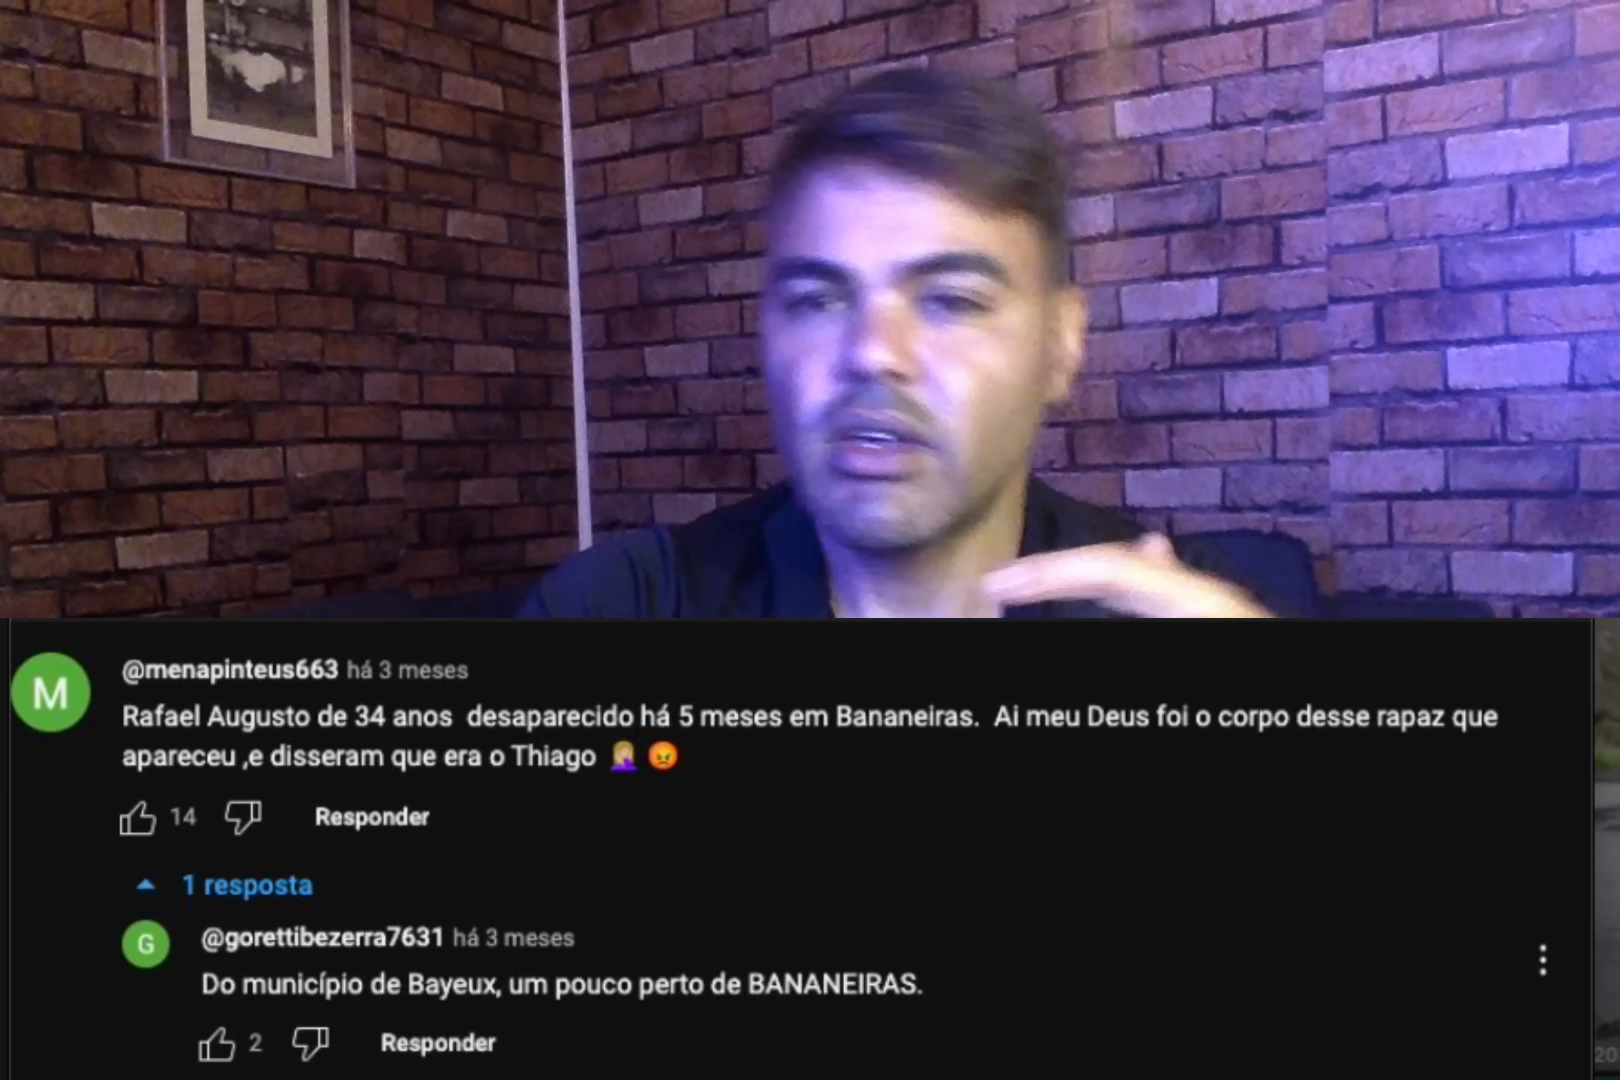 M
@menapinteus663 há 3 meses
Rafael Augusto de 34 anos  desaparecido há 5 meses em Bananeiras.  Ai meu Deus foi o corpo desse rapaz que
apareceu ,e disseram que era o Thiago 🤦🏼‍♀️ 😡
14 Responder
1 resposta
G
@gorettibezerra7631 há 3 meses
Do município de Bayeux, um pouco perto de BANANEIRAS.
2 Responder
20